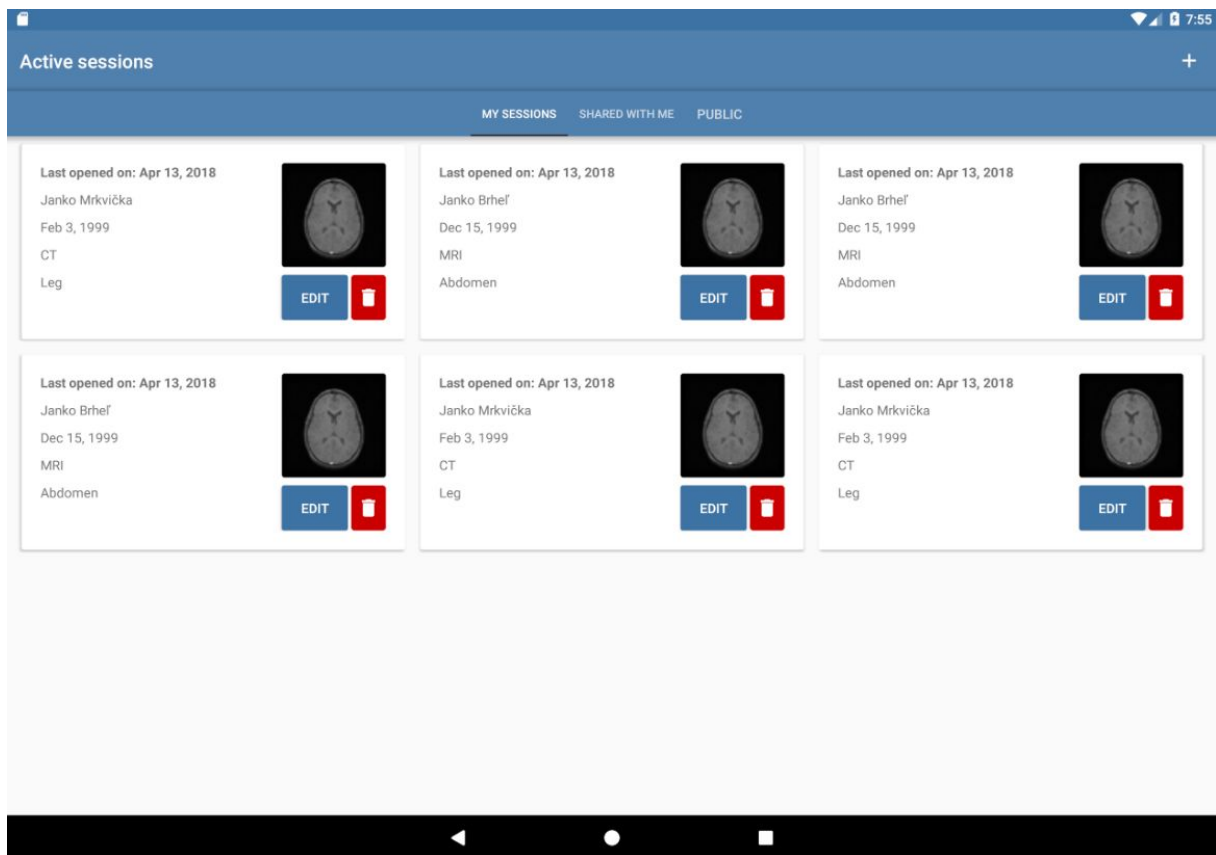 7:55
Active sessions
+
MY SESSIONS SHARED WITH ME PUBLIC
Last opened on: Apr 13, 2018
Janko Mrkvička
Feb 3, 1999
CT
Leg
EDIT
Last opened on: Apr 13, 2018
Janko Brheľ
Dec 15, 1999
MRI
Abdomen
EDIT
Last opened on: Apr 13, 2018
Janko Brheľ
Dec 15, 1999
MRI
Abdomen
EDIT
Last opened on: Apr 13, 2018
Janko Brheľ
Dec 15, 1999
MRI
Abdomen
EDIT
Last opened on: Apr 13, 2018
Janko Mrkvička
Feb 3, 1999
CT
Leg
EDIT
Last opened on: Apr 13, 2018
Janko Mrkvička
Feb 3, 1999
CT
Leg
EDIT